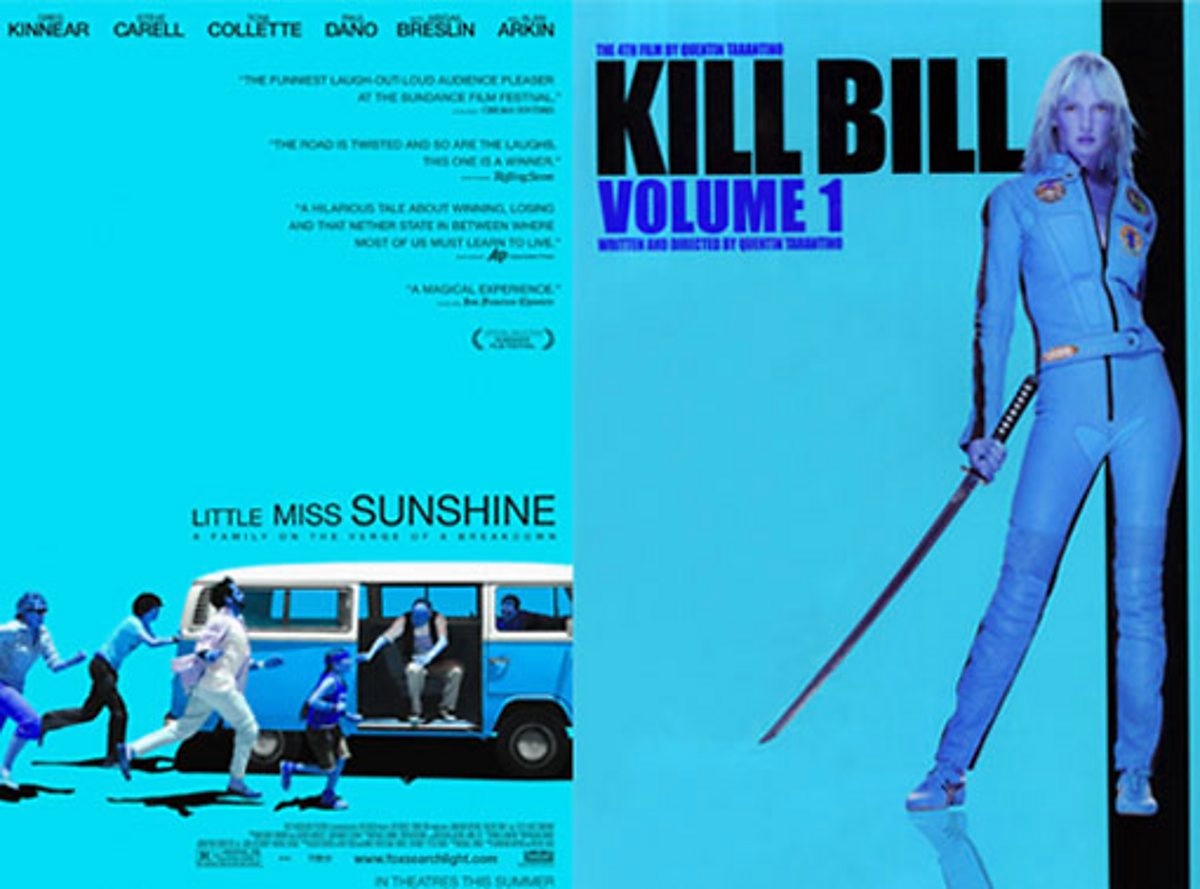 KINNEAR CARELL COLLETTE DANO BRESLIN ARKIN
"THE FUNNIEST LAUGH-OUT-LOUD AUDIENCE PLEASER
AT THE SUNDANCE FILM FESTIVAL."
"THE ROAD IS TWISTED AND SO ARE THE LAUGHS.
THIS ONE IS A WINNER."
Rolling Stone
"A HILARIOUS TALE ABOUT WINNING, LOSING
AND THAT NETHER STATE IN BETWEEN WHERE
MOST OF US MUST LEARN TO LIVE."
AP
"A MAGICAL EXPERIENCE."
LITTLE MISS SUNSHINE
A FAMILY ON THE VERGE OF A BREAKDOWN
www.foxsearchlight.com
IN THEATRES THIS SUMMER
THE 4TH FILM BY QUENTIN TARANTINO
KILL BILL
VOLUME 1
WRITTEN AND DIRECTED BY QUENTIN TARANTINO